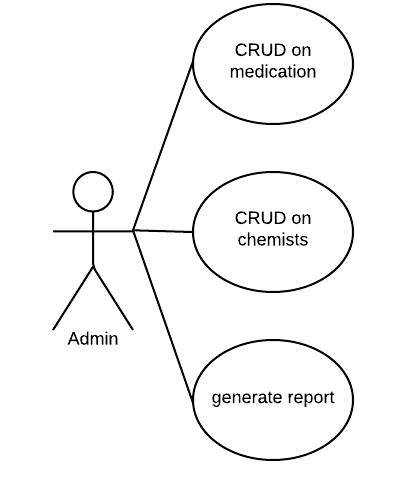 CRUD on
medication
CRUD on
chemists
Admin
generate report